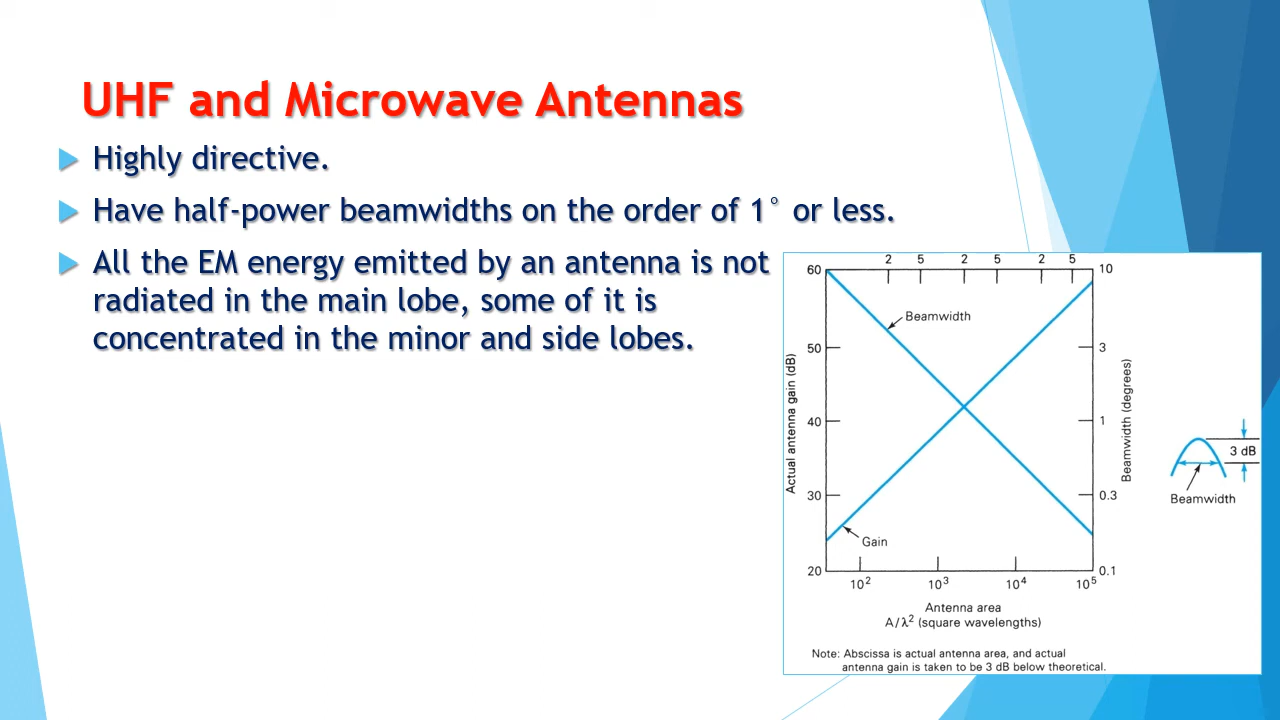 UHF and Microwave Antennas
Highly directive.
Have half-power beamwidths on the order of 1° or less.
All the EM energy emitted by an antenna is not
radiated in the main lobe, some of it is
concentrated in the minor and side lobes.
2 5 2 5 2 5
60 10
Beamwidth
50 3
Actual antenna gain (dB)
Beamwidth (degrees)
40 1
3 dB
30 0.3
Beamwidth
Gain
20 0.1
10² 10³ 10⁴ 10⁵
Antenna area
A/λ² (square wavelengths)
Note: Abscissa is actual antenna area, and actual
antenna gain is taken to be 3 dB below theoretical.